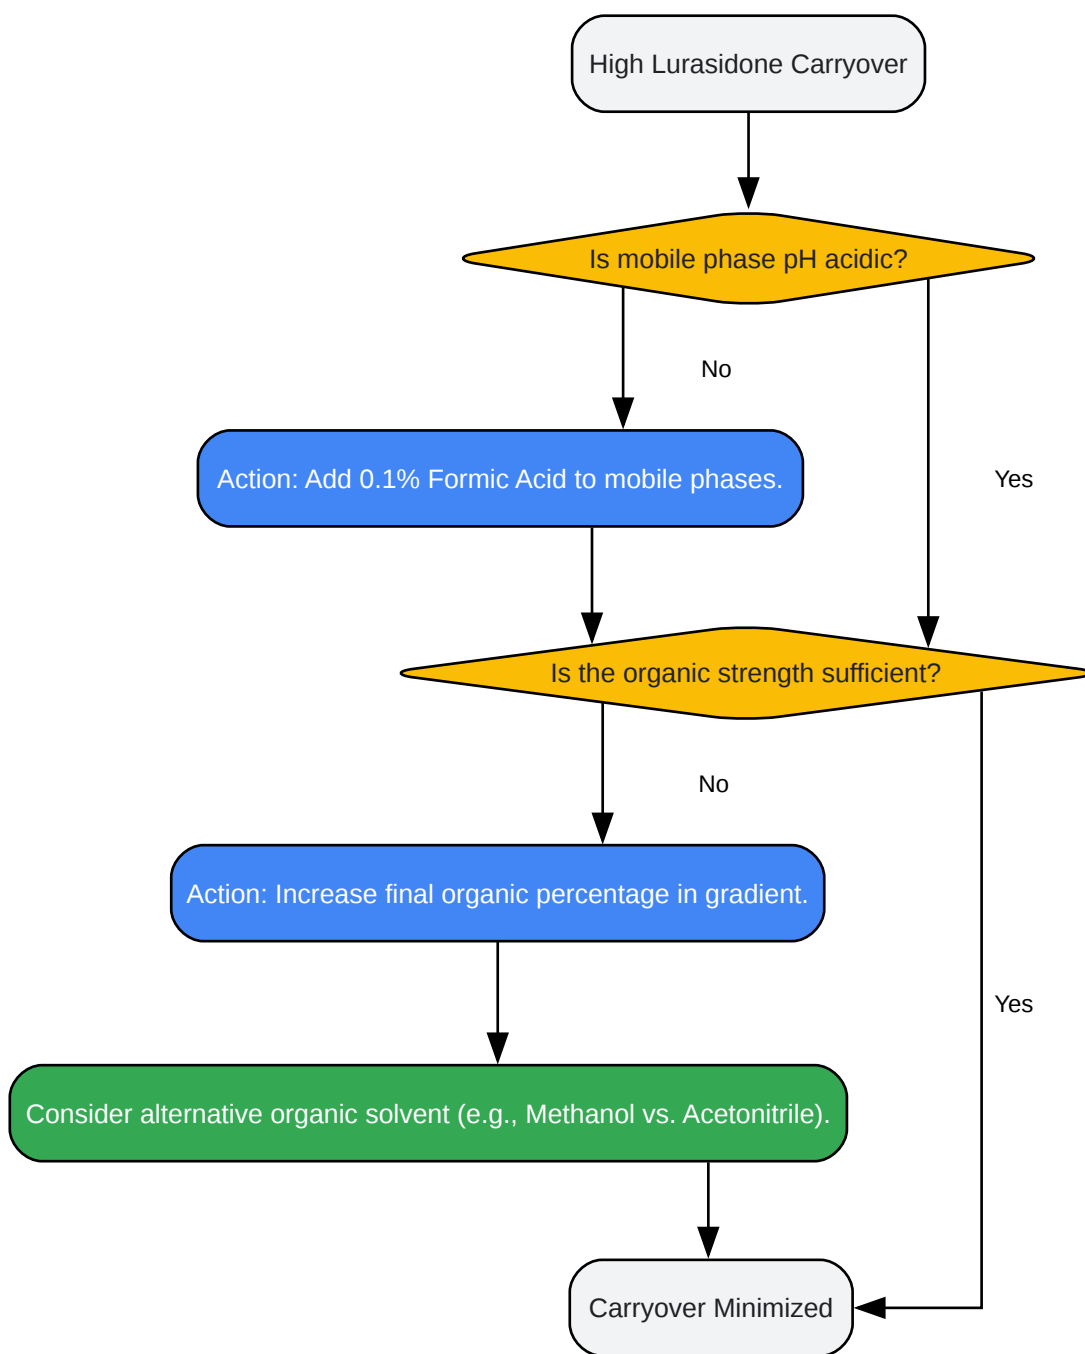 High Lurasidone Carryover
Is mobile phase pH acidic?
No
Action: Add 0.1% Formic Acid to mobile phases.
Yes
Is the organic strength sufficient?
No
Action: Increase final organic percentage in gradient.
Yes
Consider alternative organic solvent (e.g., Methanol vs. Acetonitrile).
Carryover Minimized